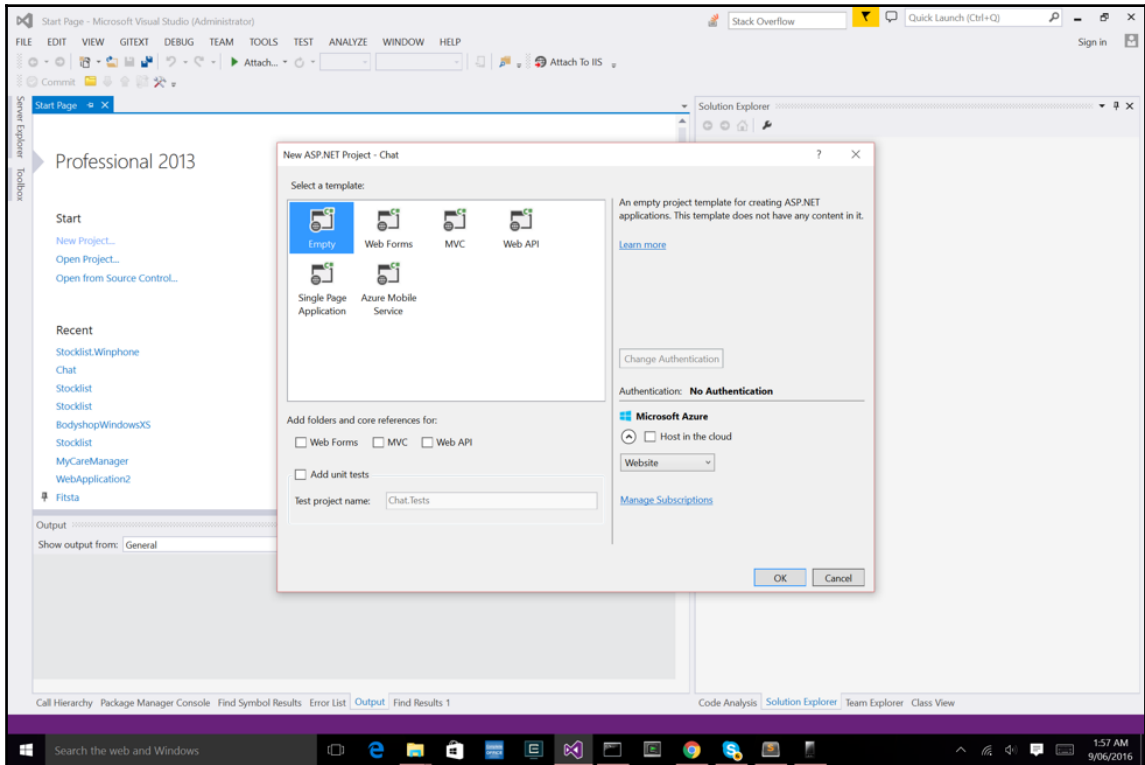 Start Page - Microsoft Visual Studio (Administrator)
Stack Overflow
Quick Launch (Ctrl+Q)
FILE EDIT VIEW GITEXT DEBUG TEAM TOOLS TEST ANALYZE WINDOW HELP
Sign in
Attach...
Attach To IIS
Commit
Server Explorer
Toolbox
Start Page
Solution Explorer
Professional 2013
Start
New Project...
Open Project...
Open from Source Control...
Recent
Stocklist.Winphone
Chat
Stocklist
Stocklist
BodyshopWindowsXS
Stocklist
MyCareManager
WebApplication2
Fitsta
New ASP.NET Project - Chat
?
Select a template:
Empty
Web Forms
MVC
Web API
Single Page
Application
Azure Mobile
Service
An empty project template for creating ASP.NET
applications. This template does not have any content in it.
Learn more
Change Authentication
Authentication: No Authentication
Microsoft Azure
Host in the cloud
Website
Manage Subscriptions
Add folders and core references for:
Web Forms MVC Web API
Add unit tests
Test project name: Chat.Tests
OK
Cancel
Output
Show output from: General
Call Hierarchy Package Manager Console Find Symbol Results Error List Output Find Results 1
Code Analysis Solution Explorer Team Explorer Class View
Search the web and Windows
1:57 AM
9/06/2016